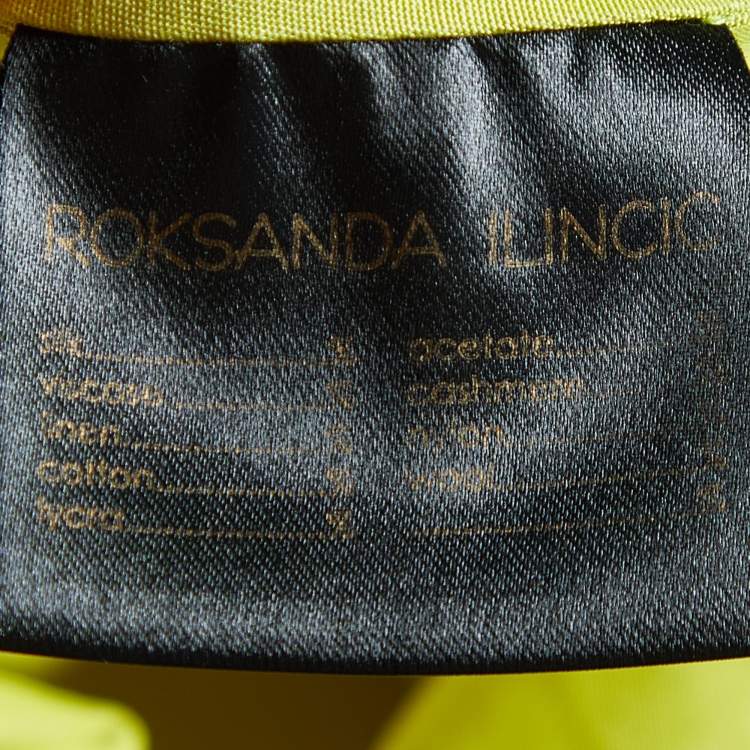 ROKSANDA ILINCIC
silk.................% acetate.................%
viscose.................% cashmere.................%
linen.................% nylon.................%
cotton.................% wool.................%
lycra.................% .................%